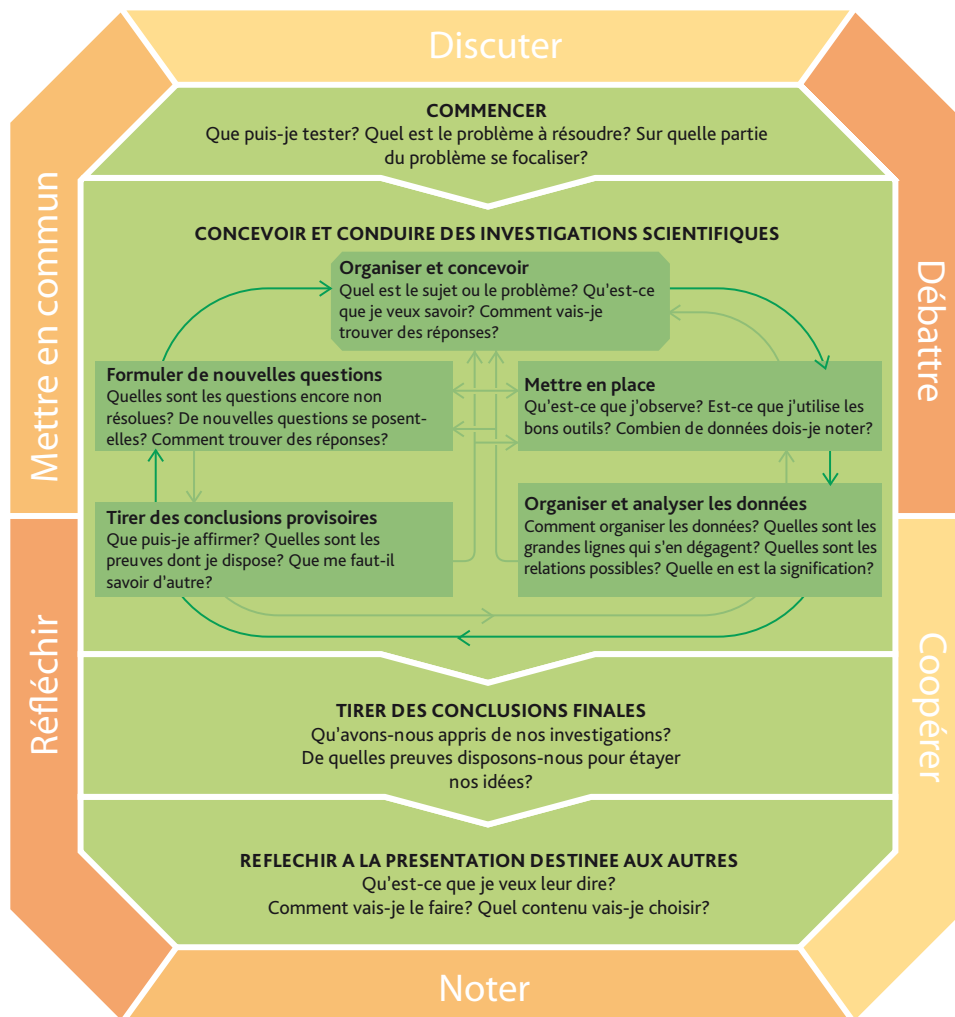 Discuter
COMMENCER
Que puis-je tester? Quel est le problème à résoudre? Sur quelle partie
du problème se focaliser?
Mettre en commun
Débattre
CONCEVOIR ET CONDUIRE DES INVESTIGATIONS SCIENTIFIQUES
Organiser et concevoir
Quel est le sujet ou le problème? Qu'est-ce
que je veux savoir? Comment vais-je
trouver des réponses?
Formuler de nouvelles questions
Quelles sont les questions encore non
résolues? De nouvelles questions se posent-
elles? Comment trouver des réponses?
Mettre en place
Qu'est-ce que j'observe? Est-ce que j'utilise les
bons outils? Combien de données dois-je noter?
Tirer des conclusions provisoires
Que puis-je affirmer? Quelles sont les
preuves dont je dispose? Que me faut-il
savoir d'autre?
Organiser et analyser les données
Comment organiser les données? Quelles sont les
grandes lignes qui s'en dégagent? Quelles sont les
relations possibles? Quelle en est la signification?
Réfléchir
Coopérer
TIRER DES CONCLUSIONS FINALES
Qu'avons-nous appris de nos investigations?
De quelles preuves disposons-nous pour étayer
nos idées?
REFLECHIR A LA PRESENTATION DESTINEE AUX AUTRES
Qu'est-ce que je veux leur dire?
Comment vais-je le faire? Quel contenu vais-je choisir?
Noter